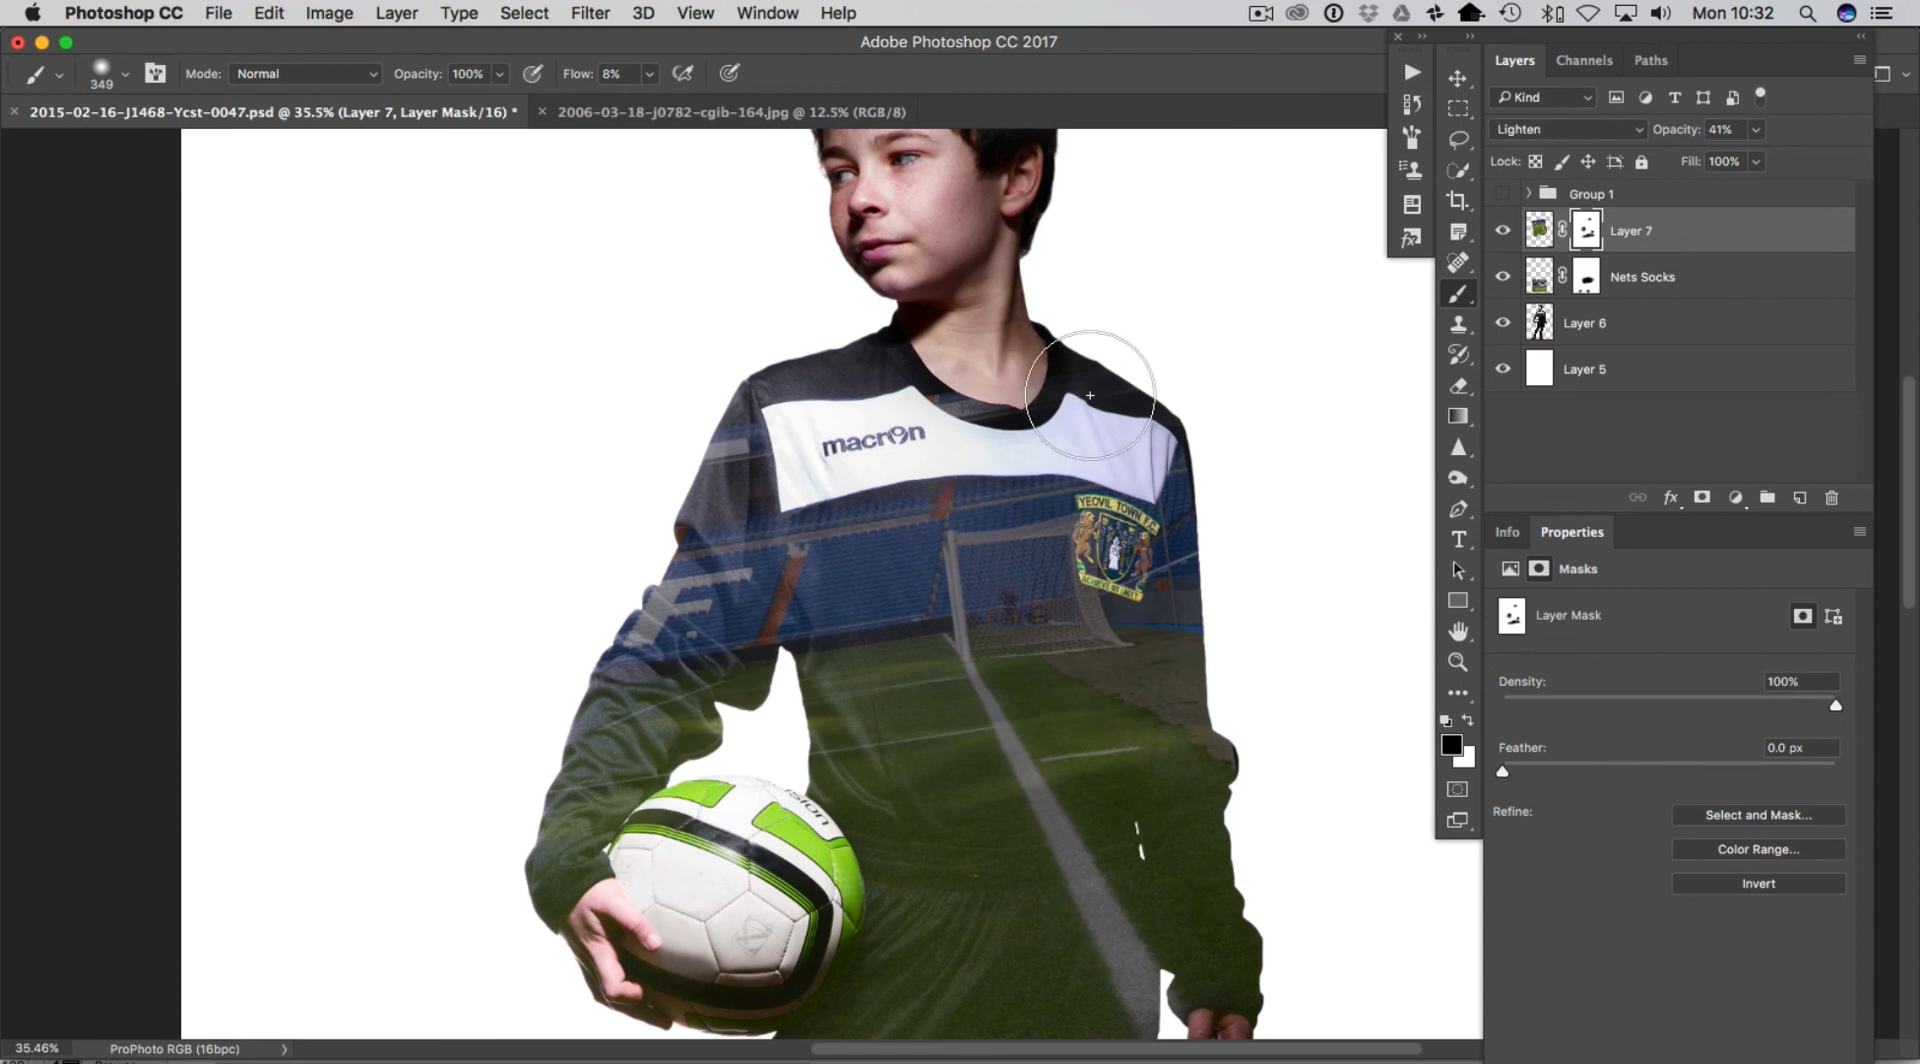 Photoshop CC File Edit Image Layer Type Select Filter 3D View Window Help Mon 10:32
Adobe Photoshop CC 2017
349 Mode: Normal Opacity: 100% Flow: 8%
2015-02-16-J1468-Ycst-0047.psd @ 35.5% (Layer 7, Layer Mask/16) * 2006-03-18-j0782-cgib-164.jpg @ 12.5% (RGB/8)
macron
YEOVIL TOWN F.C.
ACHIEVE BY UNITY
F
Layers Channels Paths
Kind
Lighten Opacity: 41%
Lock: Fill: 100%
Group 1
Layer 7
Nets Socks
Layer 6
Layer 5
fx
Info Properties
Masks
Layer Mask
Density: 100%
Feather: 0.0 px
Refine: Select and Mask...
Color Range...
Invert
35.46% ProPhoto RGB (16bpc)